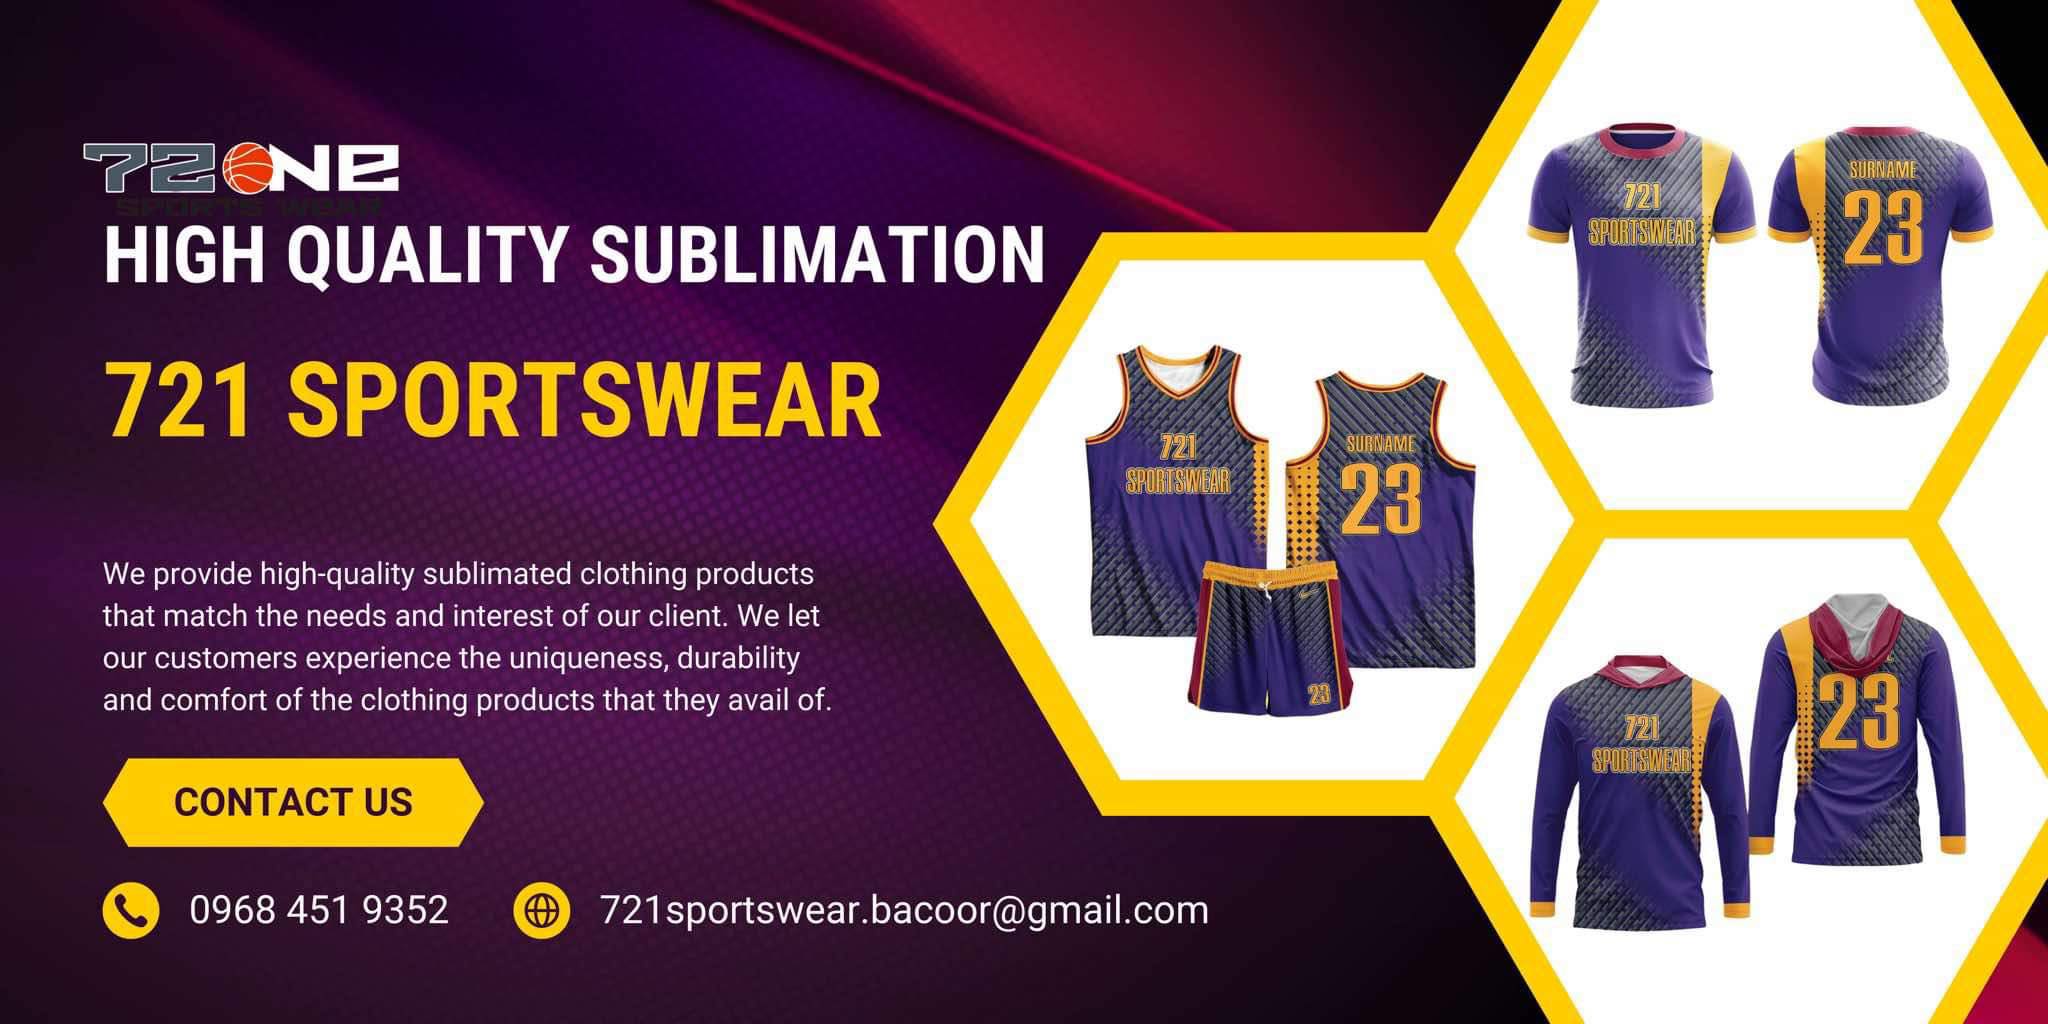 72ONE
SPORTS WEAR
HIGH QUALITY SUBLIMATION
721 SPORTSWEAR
We provide high-quality sublimated clothing products
that match the needs and interest of our client. We let
our customers experience the uniqueness, durability
and comfort of the clothing products that they avail of.
CONTACT US
0968 451 9352
721sportswear.bacoor@gmail.com
721
SPORTSWEAR
SURNAME
23
23
721
SPORTSWEAR
SURNAME
23
721
SPORTSWEAR
23